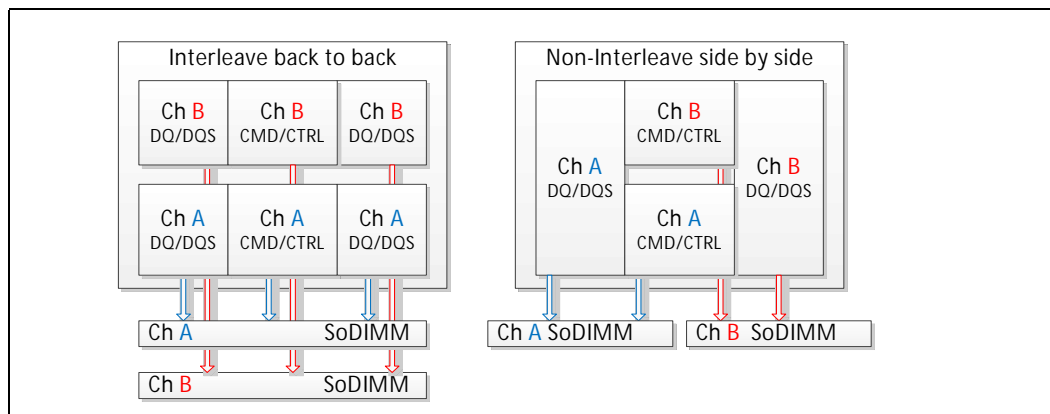 Interleave back to back
Ch B
DQ/DQS
Ch B
CMD/CTRL
Ch B
DQ/DQS
Ch A
DQ/DQS
Ch A
CMD/CTRL
Ch A
DQ/DQS
Ch A SoDIMM
Ch B SoDIMM
Non-Interleave side by side
Ch A
DQ/DQS
Ch B
CMD/CTRL
Ch A
CMD/CTRL
Ch B
DQ/DQS
Ch A SoDIMM
Ch B SoDIMM